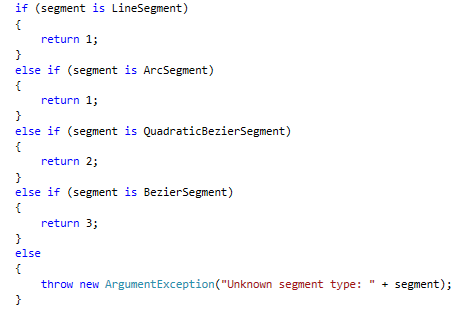 if (segment is LineSegment)
{
    return 1;
}
else if (segment is ArcSegment)
{
    return 1;
}
else if (segment is QuadraticBezierSegment)
{
    return 2;
}
else if (segment is BezierSegment)
{
    return 3;
}
else
{
    throw new ArgumentException("Unknown segment type: " + segment);
}